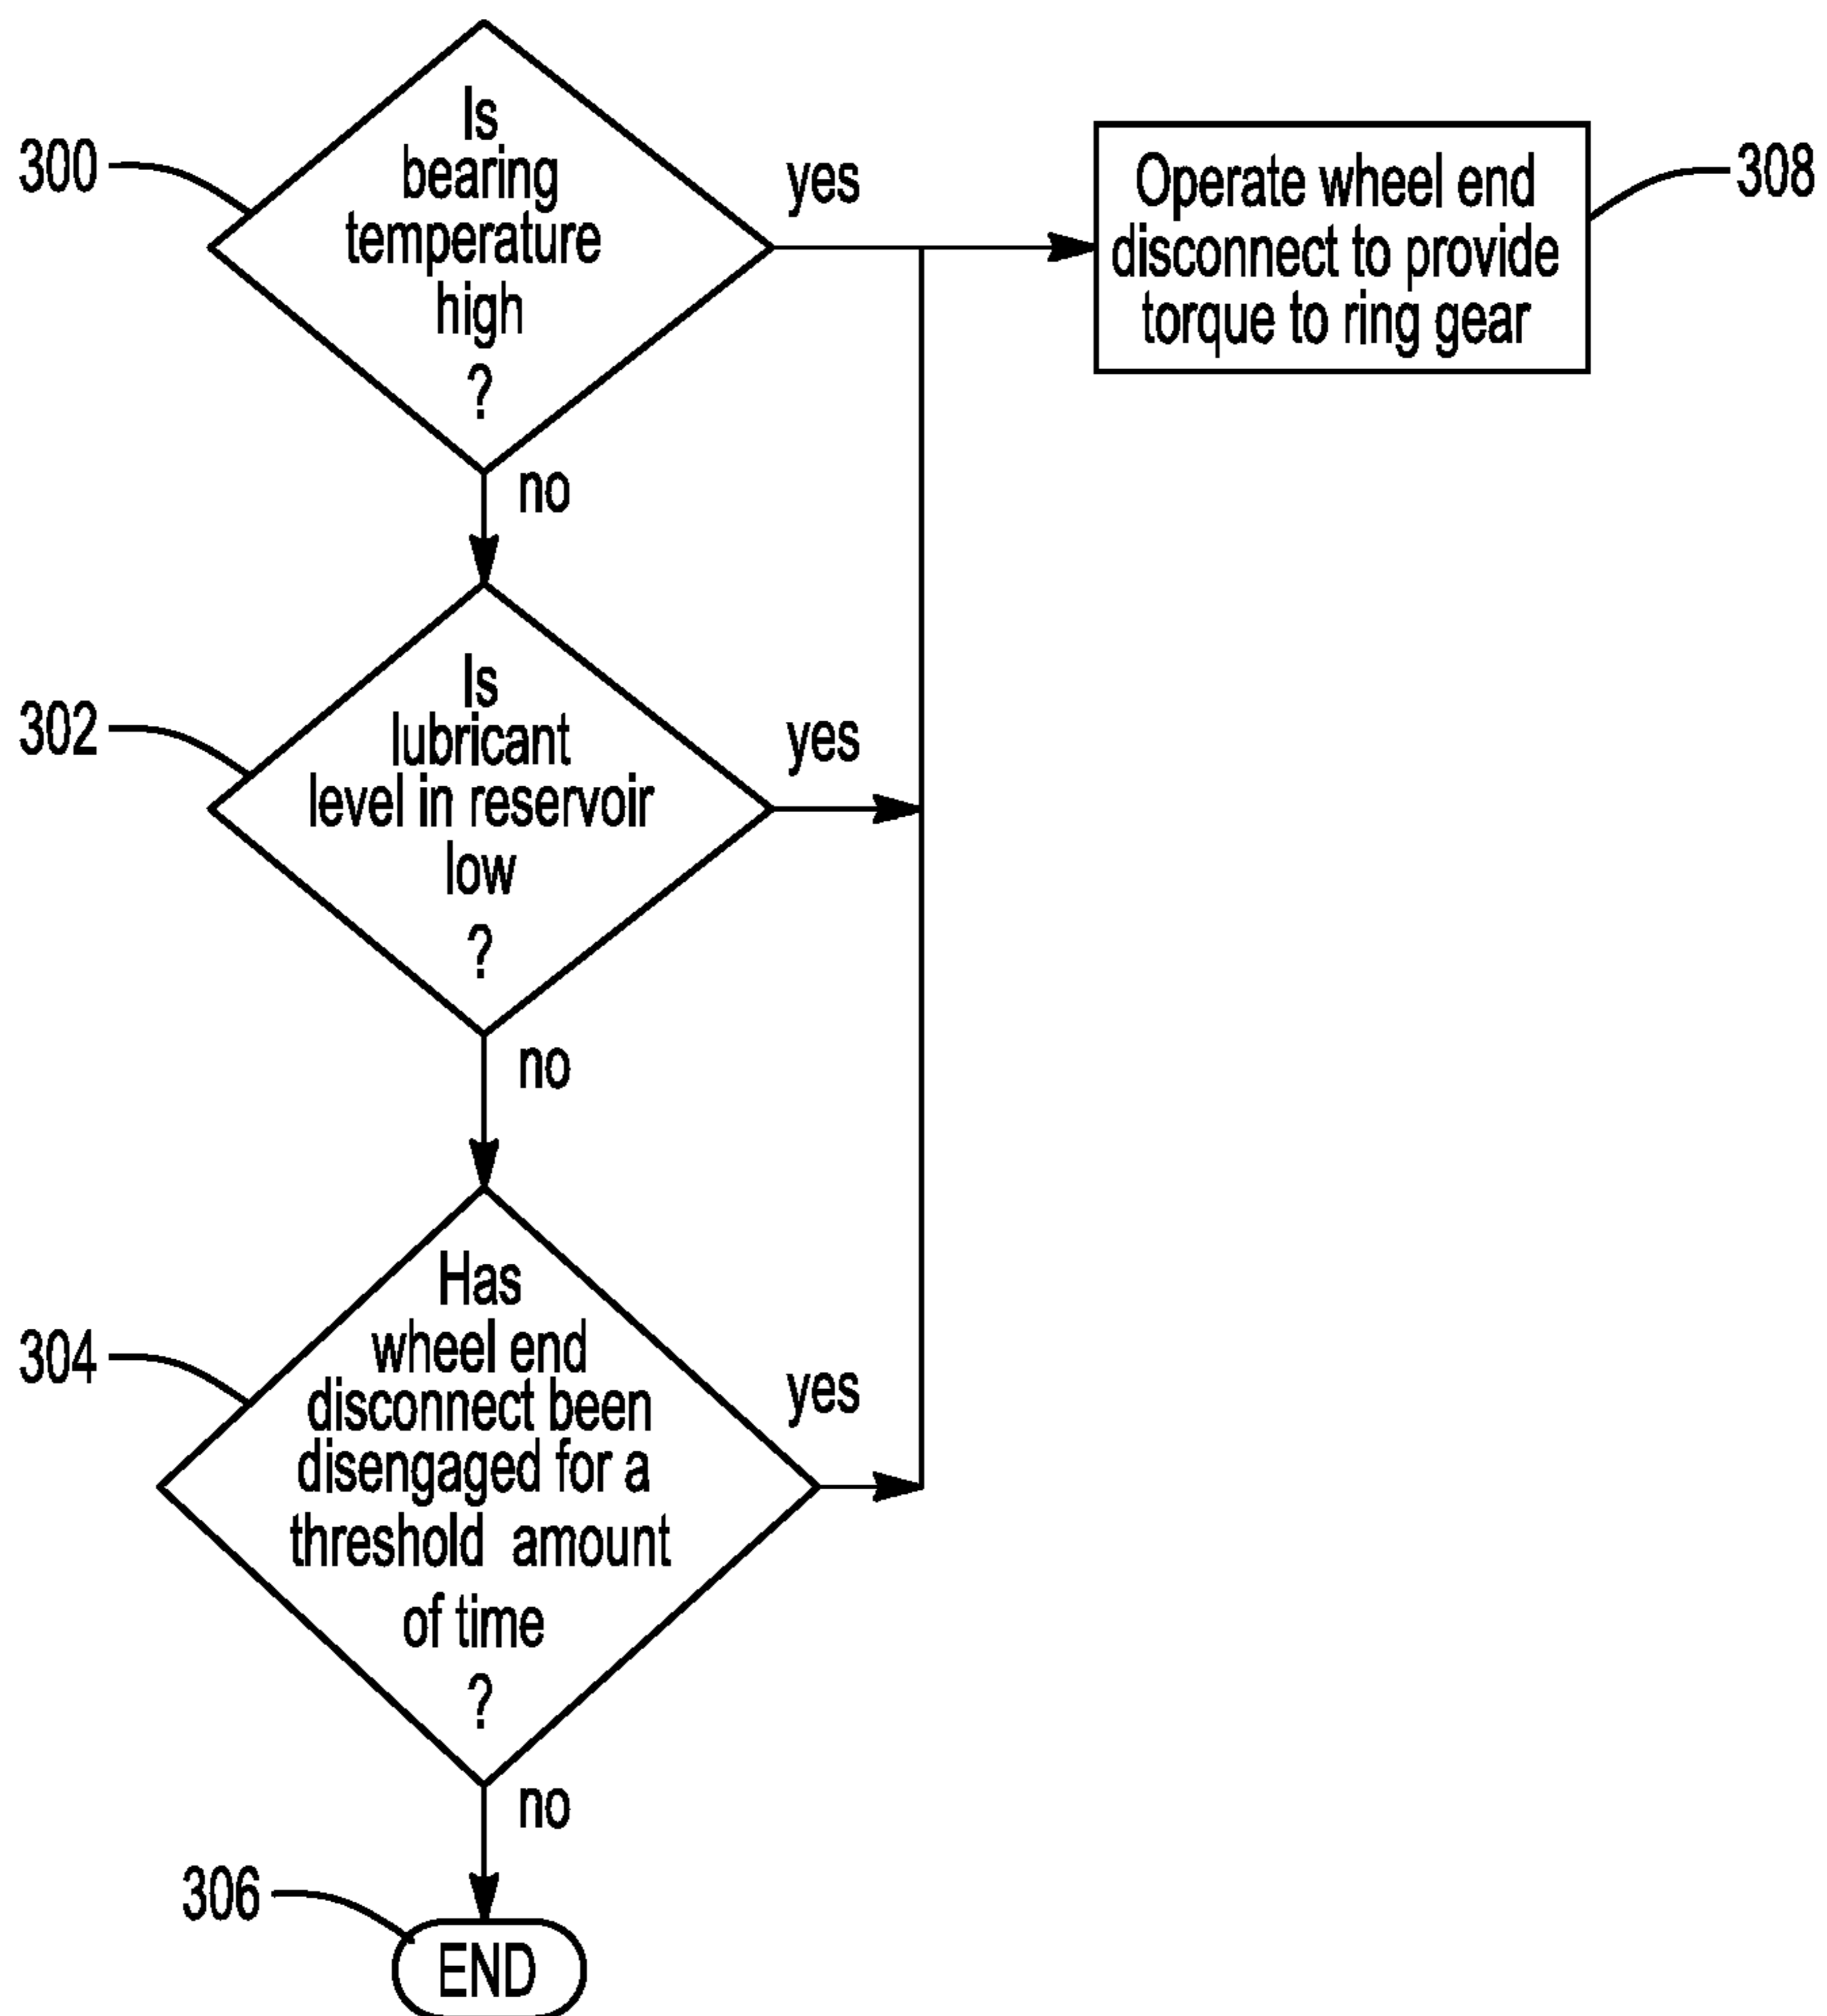 300
Is
bearing
temperature
high
?
yes
Operate wheel end
disconnect to provide
torque to ring gear
308
no
302
Is
lubricant
level in reservoir
low
?
yes
no
304
Has
wheel end
disconnect been
disengaged for a
threshold amount
of time
?
yes
no
306
END